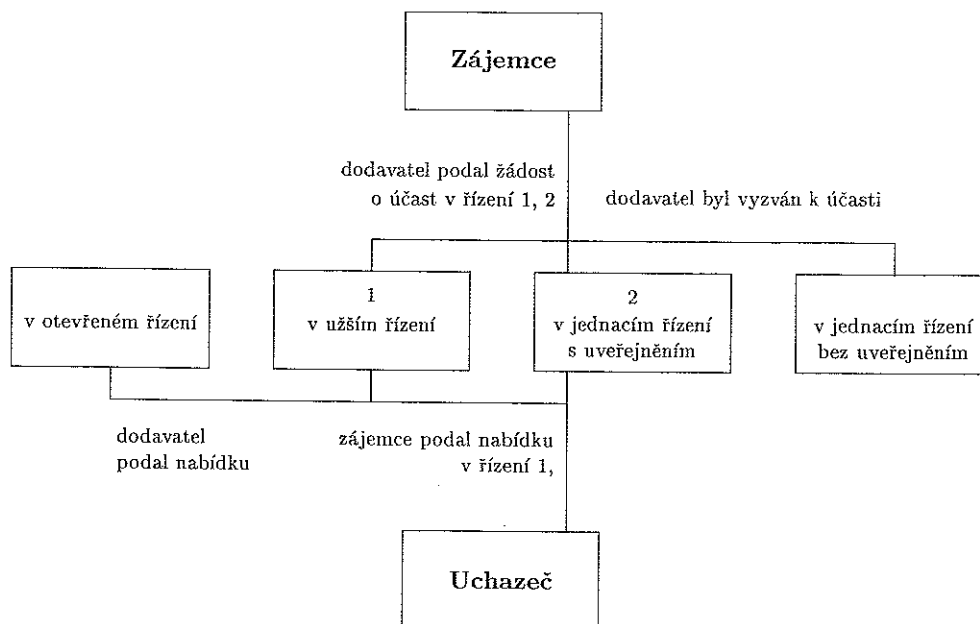 Zájemce
dodavatel podal žádost
o účast v řízení 1, 2
dodavatel byl vyzván k účasti
v otevřeném řízení
1
v užším řízení
2
v jednacím řízení
s uveřejněním
v jednacím řízení
bez uveřejněním
dodavatel
podal nabídku
zájemce podal nabídku
v řízení 1,
Uchazeč